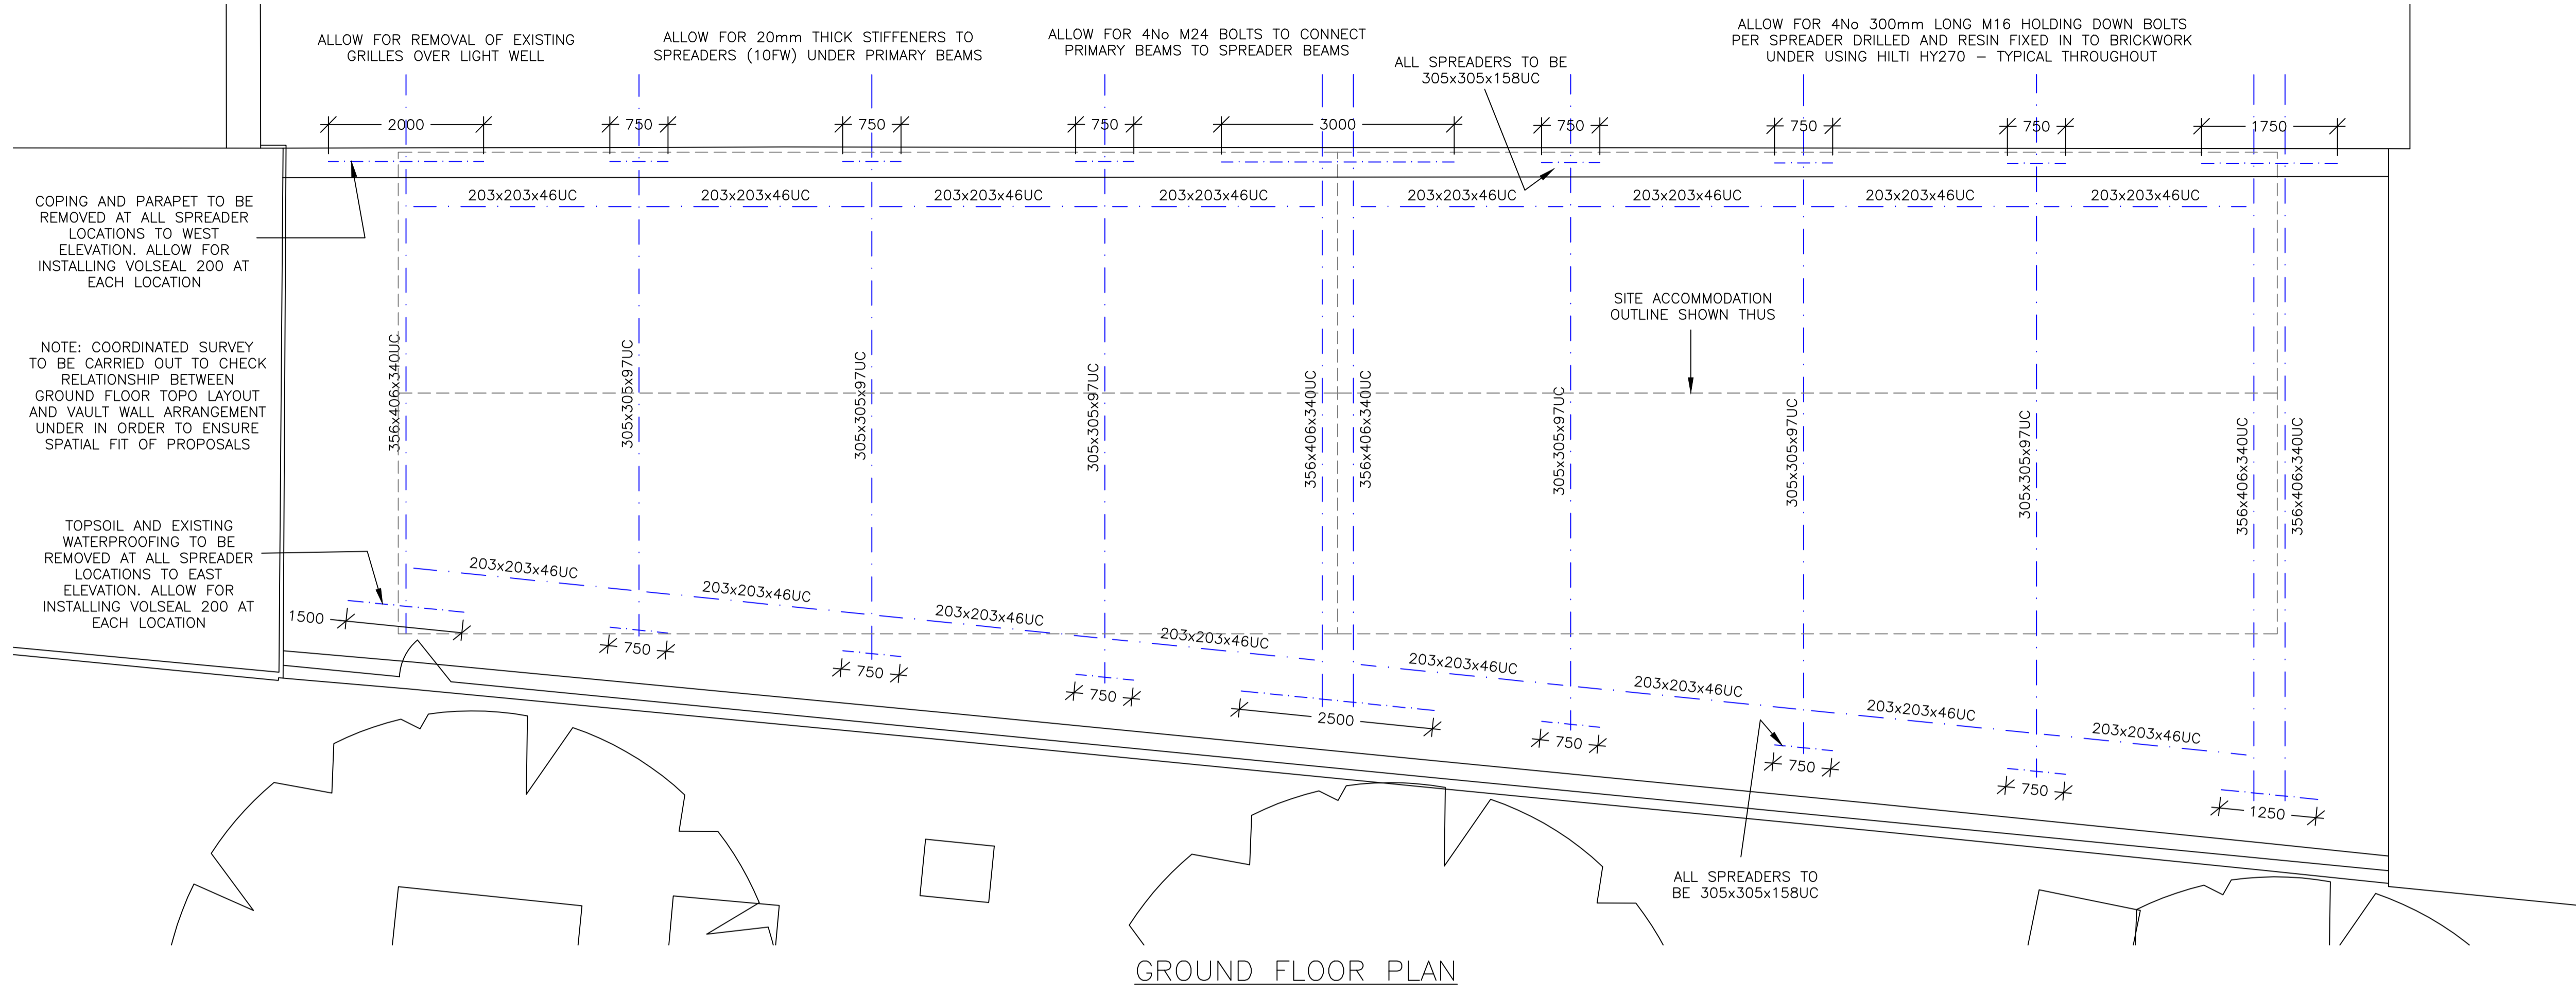 ALLOW FOR REMOVAL OF EXISTING
GRILLES OVER LIGHT WELL
ALLOW FOR 20mm THICK STIFFENERS TO
SPREADERS (10FW) UNDER PRIMARY BEAMS
ALLOW FOR 4No M24 BOLTS TO CONNECT
PRIMARY BEAMS TO SPREADER BEAMS
ALL SPREADERS TO BE
305x305x158UC
ALLOW FOR 4No 300mm LONG M16 HOLDING DOWN BOLTS
PER SPREADER DRILLED AND RESIN FIXED IN TO BRICKWORK
UNDER USING HILTI HY270 – TYPICAL THROUGHOUT
2000
750
750
750
3000
750
750
750
1750
COPING AND PARAPET TO BE
REMOVED AT ALL SPREADER
LOCATIONS TO WEST
ELEVATION. ALLOW FOR
INSTALLING VOLSEAL 200 AT
EACH LOCATION
203x203x46UC
203x203x46UC
203x203x46UC
203x203x46UC
203x203x46UC
203x203x46UC
203x203x46UC
203x203x46UC
SITE ACCOMMODATION
OUTLINE SHOWN THUS
NOTE: COORDINATED SURVEY
TO BE CARRIED OUT TO CHECK
RELATIONSHIP BETWEEN
GROUND FLOOR TOPO LAYOUT
AND VAULT WALL ARRANGEMENT
UNDER IN ORDER TO ENSURE
SPATIAL FIT OF PROPOSALS
356x406x340UC
305x305x97UC
305x305x97UC
305x305x97UC
356x406x340UC
356x406x340UC
305x305x97UC
305x305x97UC
305x305x97UC
356x406x340UC
356x406x340UC
TOPSOIL AND EXISTING
WATERPROOFING TO BE
REMOVED AT ALL SPREADER
LOCATIONS TO EAST
ELEVATION. ALLOW FOR
INSTALLING VOLSEAL 200 AT
EACH LOCATION
203x203x46UC
203x203x46UC
203x203x46UC
203x203x46UC
203x203x46UC
203x203x46UC
203x203x46UC
203x203x46UC
1500
750
750
750
2500
750
750
750
1250
ALL SPREADERS TO
BE 305x305x158UC
GROUND FLOOR PLAN